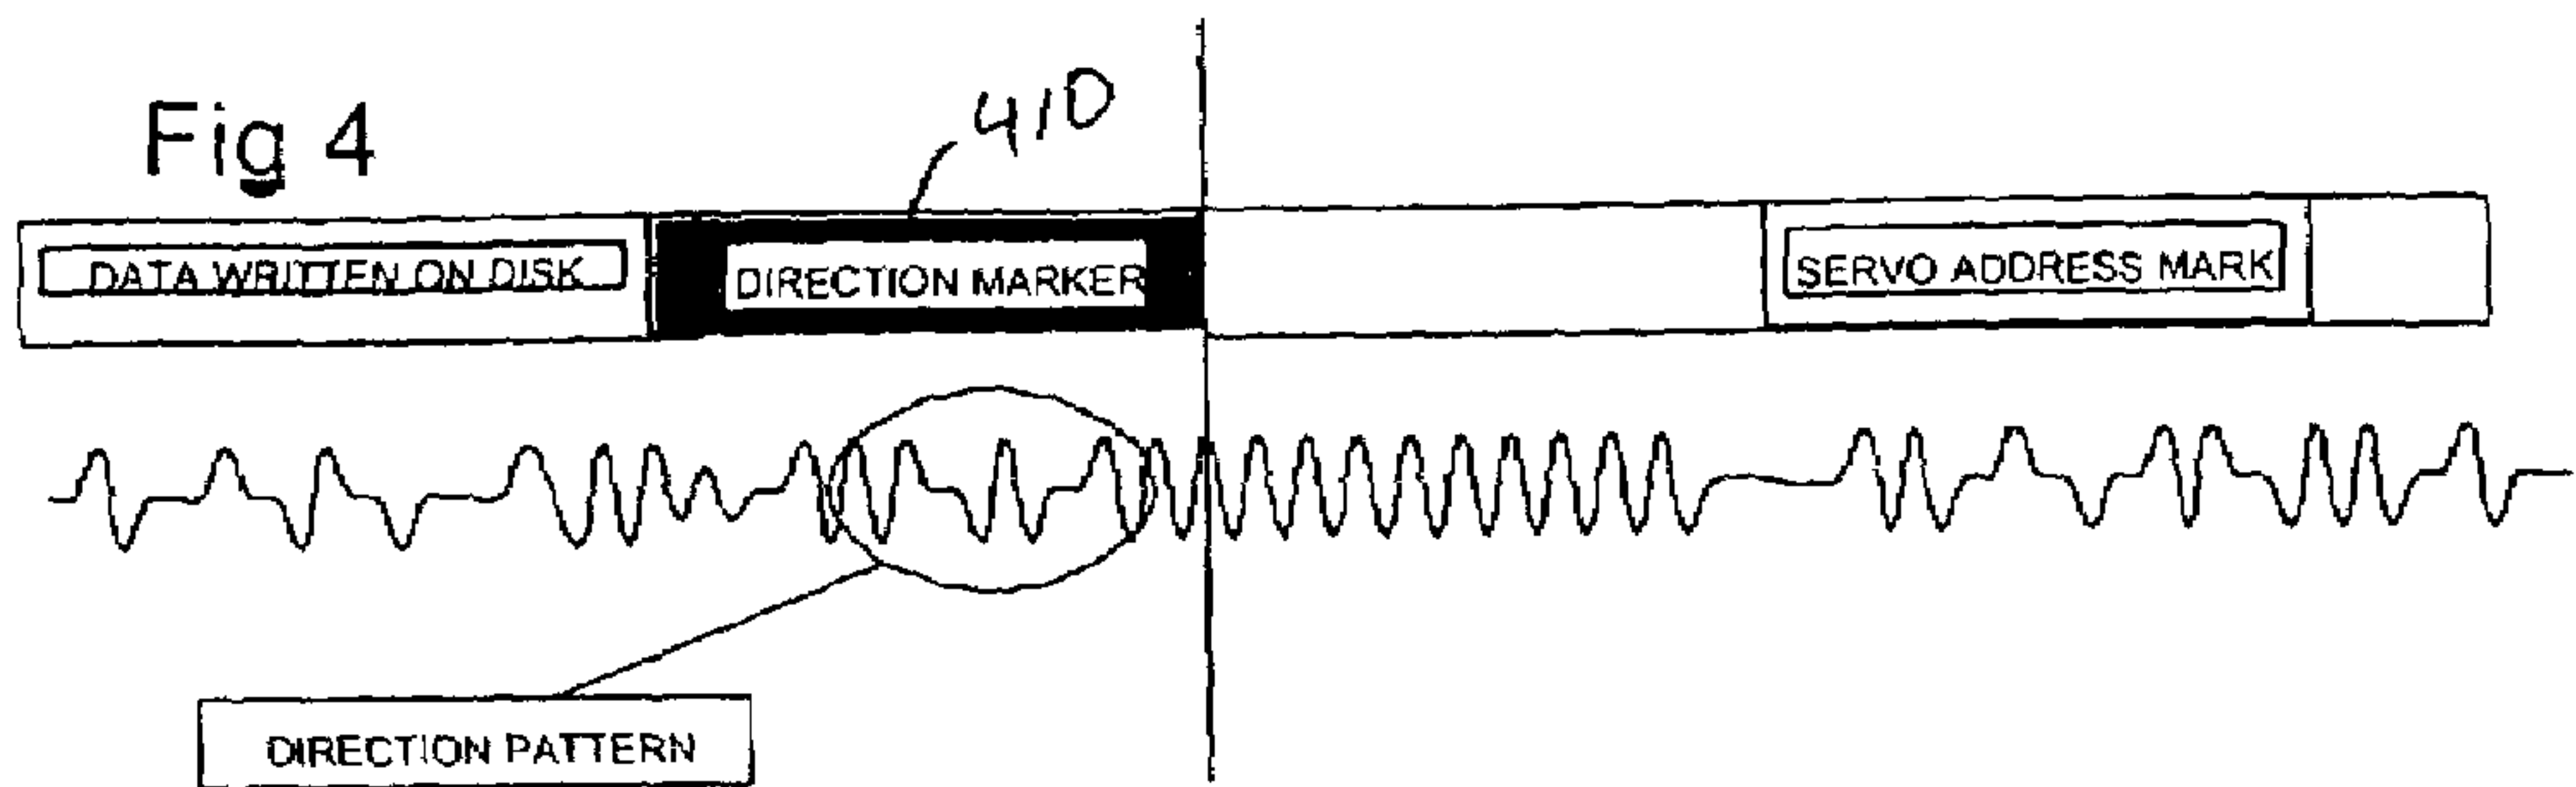 Fig 4
410
DATA WRITTEN ON DISK
DIRECTION MARKER
SERVO ADDRESS MARK
DIRECTION PATTERN